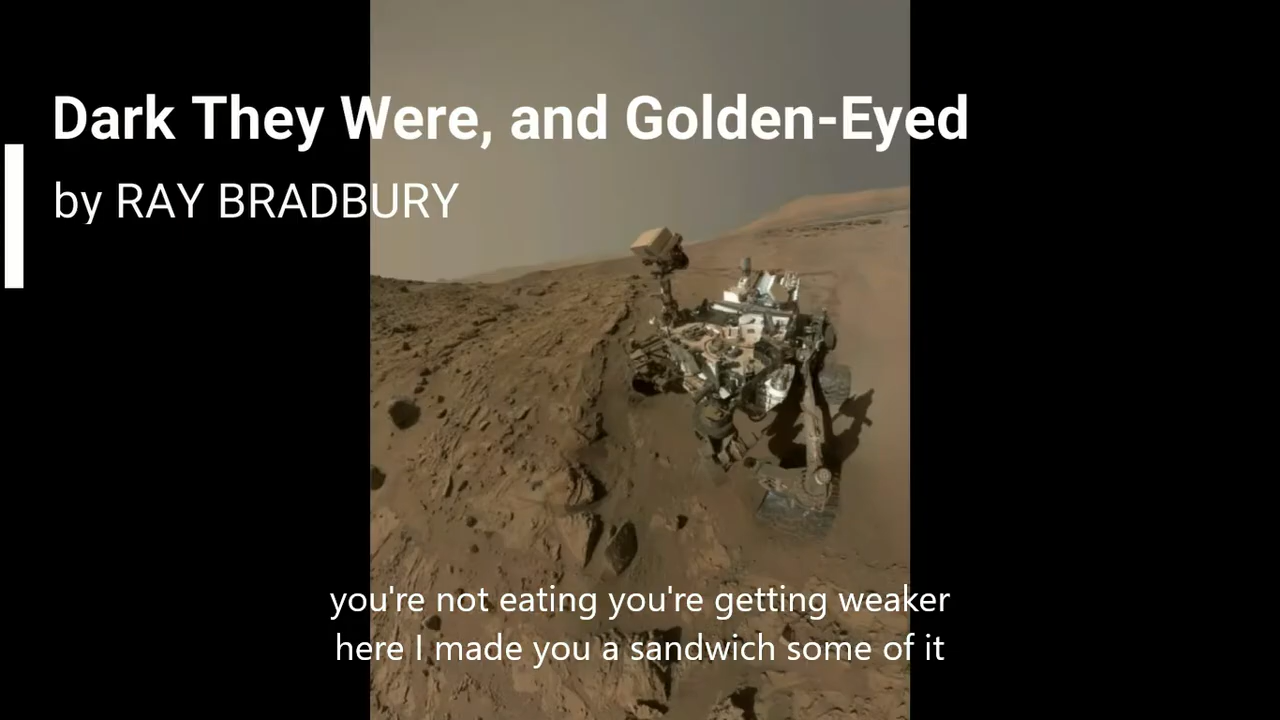 Dark They Were, and Golden-Eyed
by RAY BRADBURY
you're not eating you're getting weaker
here I made you a sandwich some of it